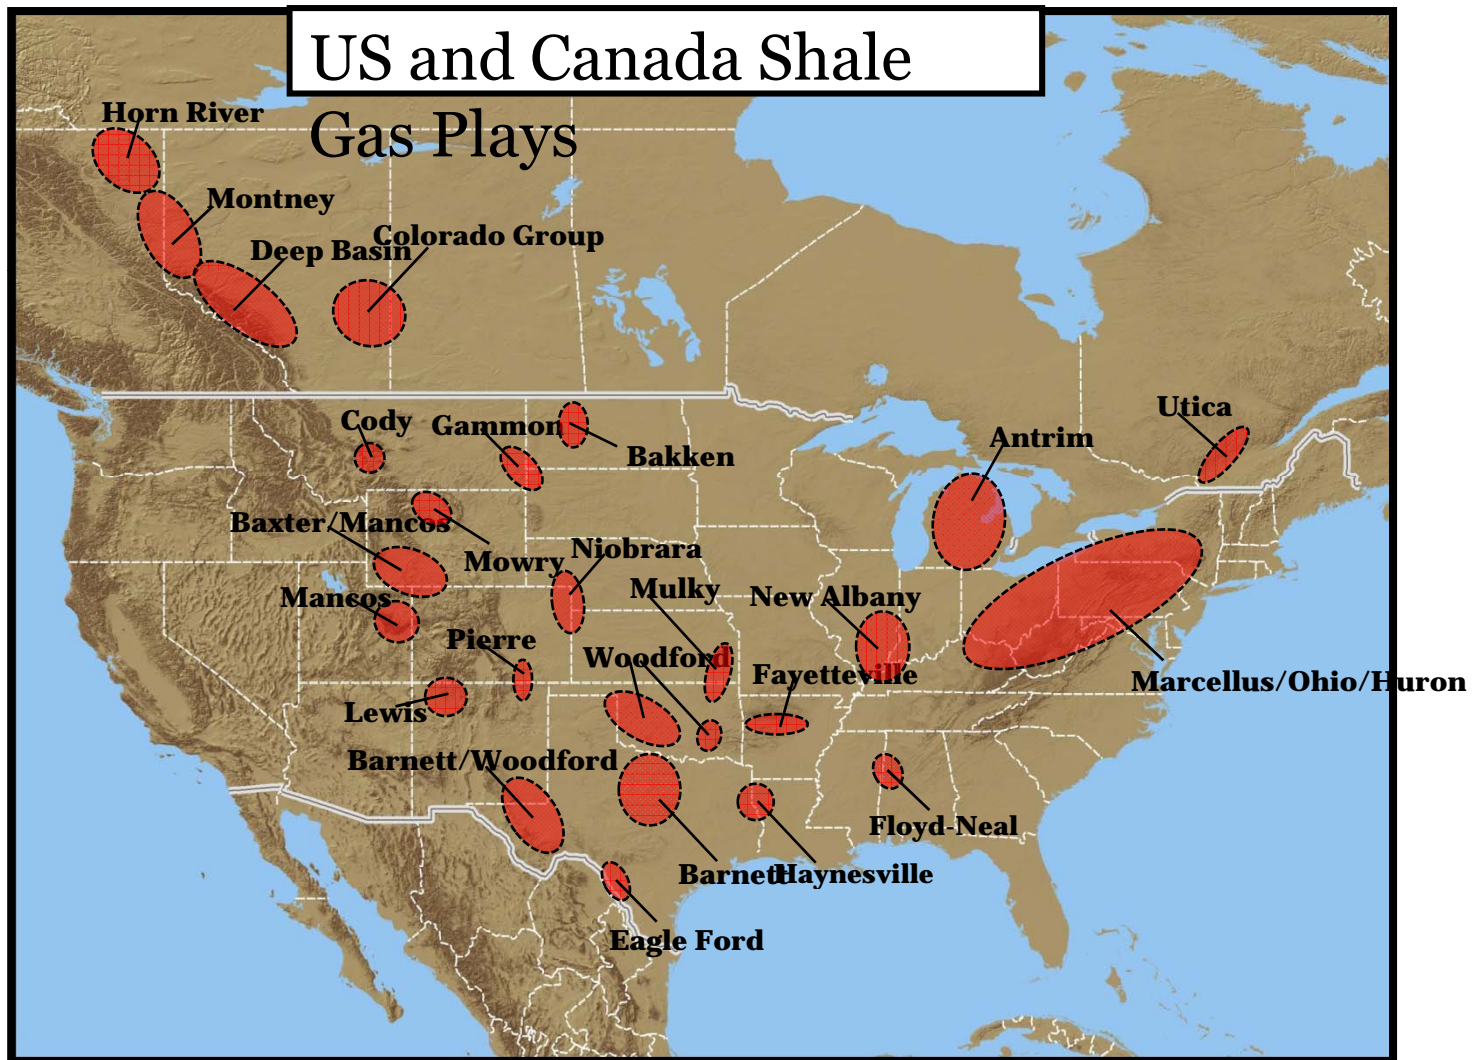 US and Canada Shale
Gas Plays
Horn River
Montney
Colorado Group
Deep Basin
Utica
Cody
Gammon
Antrim
Bakken
Baxter/Mancos
Niobrara
Mowry
Mulky
New Albany
Mancos
Pierre
Woodford
Fayetteville
Marcellus/Ohio/Huron
Lewis
Barnett/Woodford
Floyd-Neal
Barnett
Haynesville
Eagle Ford